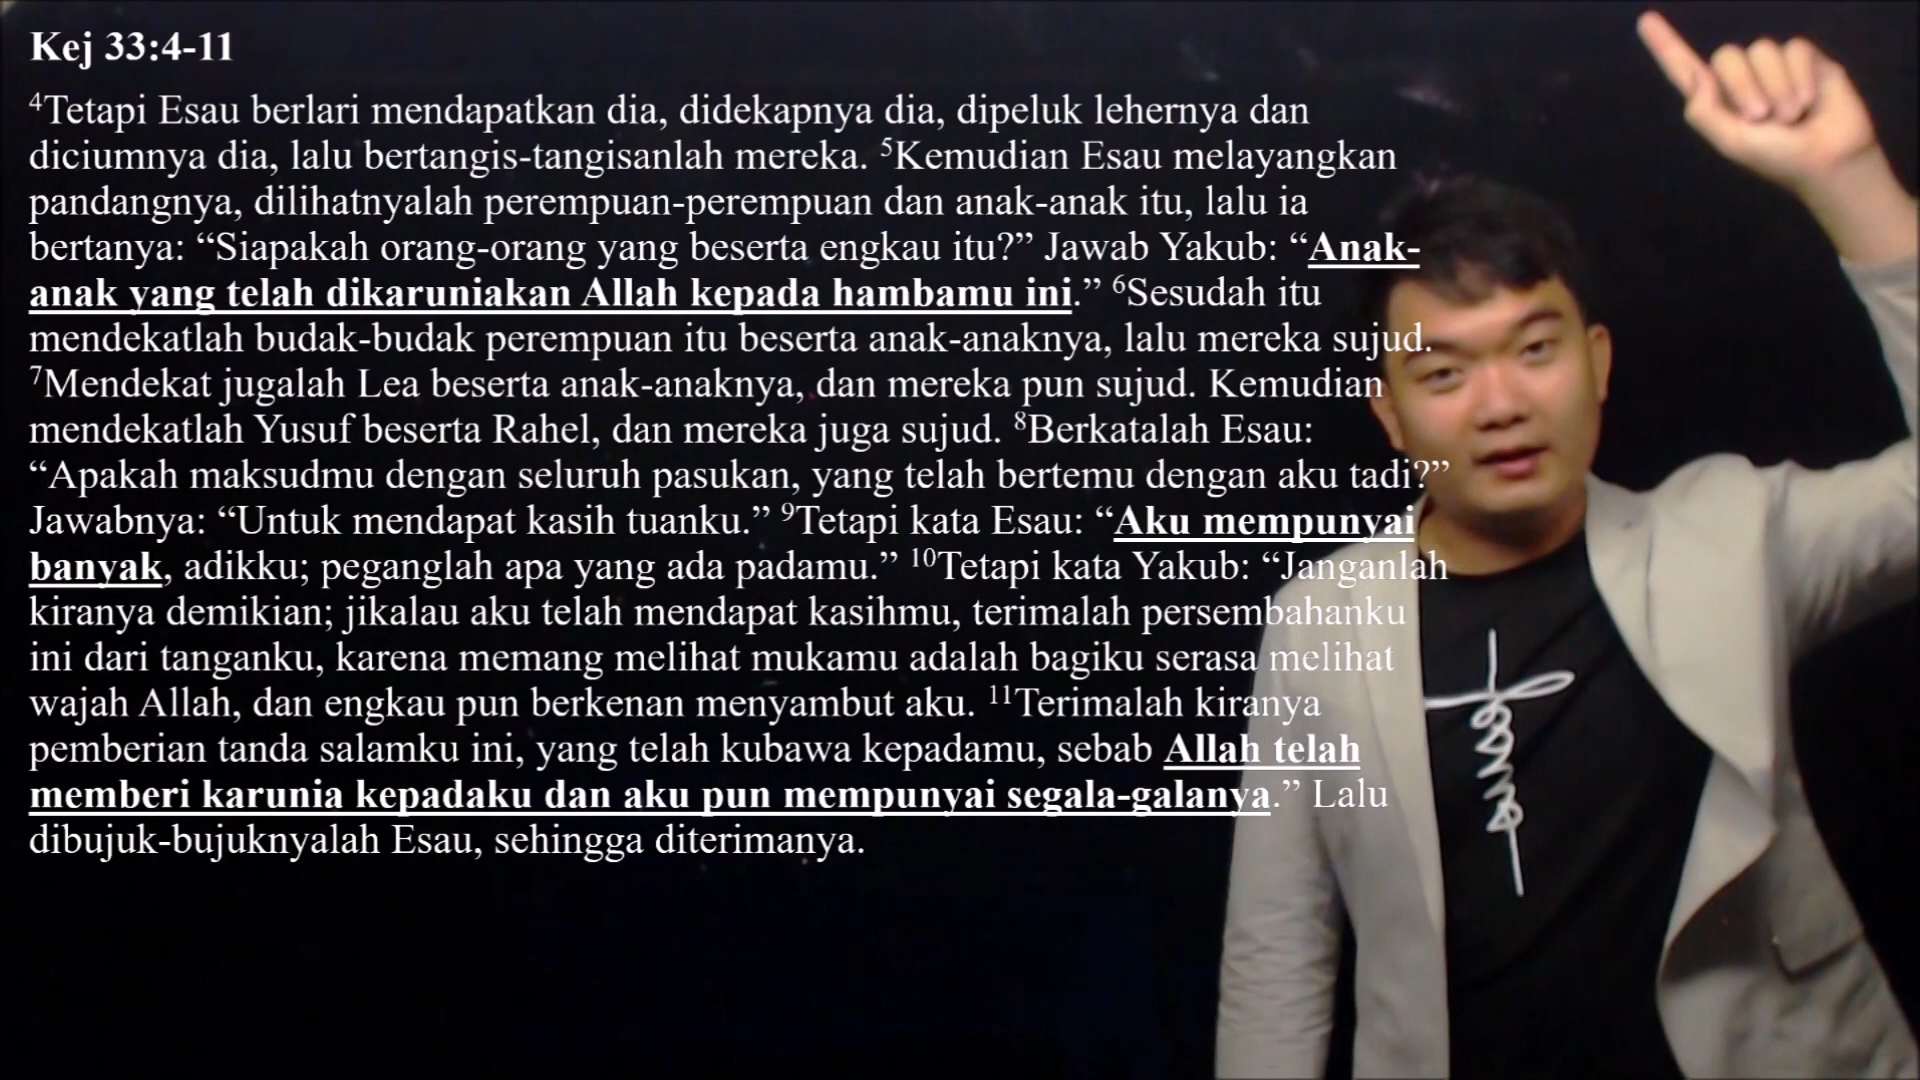 Kej 33:4-11
⁴Tetapi Esau berlari mendapatkan dia, didekapnya dia, dipeluk lehernya dan
diciumnya dia, lalu bertangis-tangisanlah mereka. ⁵Kemudian Esau melayangkan
pandangnya, dilihatnyalah perempuan-perempuan dan anak-anak itu, lalu ia
bertanya: “Siapakah orang-orang yang beserta engkau itu?” Jawab Yakub: “Anak-
anak yang telah dikaruniakan Allah kepada hambamu ini.” ⁶Sesudah itu
mendekatlah budak-budak perempuan itu beserta anak-anaknya, lalu mereka sujud.
⁷Mendekat jugalah Lea beserta anak-anaknya, dan mereka pun sujud. Kemudian
mendekatlah Yusuf beserta Rahel, dan mereka juga sujud. ⁸Berkatalah Esau:
“Apakah maksudmu dengan seluruh pasukan, yang telah bertemu dengan aku tadi?”
Jawabnya: “Untuk mendapat kasih tuanku.” ⁹Tetapi kata Esau: “Aku mempunyai
banyak, adikku; peganglah apa yang ada padamu.” ¹⁰Tetapi kata Yakub: “Janganlah
kiranya demikian; jikalau aku telah mendapat kasihmu, terimalah persembahanku
ini dari tanganku, karena memang melihat mukamu adalah bagiku serasa melihat
wajah Allah, dan engkau pun berkenan menyambut aku. ¹¹Terimalah kiranya
pemberian tanda salamku ini, yang telah kubawa kepadamu, sebab Allah telah
memberi karunia kepadaku dan aku pun mempunyai segala-galanya.” Lalu
dibujuk-bujuknyalah Esau, sehingga diterimanya.